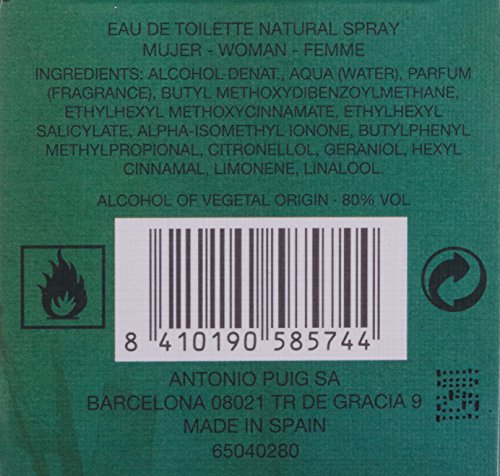 EAU DE TOILETTE NATURAL SPRAY
MUJER - WOMAN - FEMME
INGREDIENTS: ALCOHOL DENAT., AQUA (WATER), PARFUM
(FRAGRANCE), BUTYL METHOXYDIBENZOYLMETHANE,
ETHYLHEXYL METHOXYCINNAMATE, ETHYLHEXYL
SALICYLATE, ALPHA-ISOMETHYL IONONE, BUTYLPHENYL
METHYLPROPIONAL, CITRONELLOL, GERANIOL, HEXYL
CINNAMAL, LIMONENE, LINALOOL.
ALCOHOL OF VEGETAL ORIGIN - 80% VOL
8 410190 585744
ANTONIO PUIG SA
BARCELONA 08021 TR DE GRACIA 9
MADE IN SPAIN
65040280